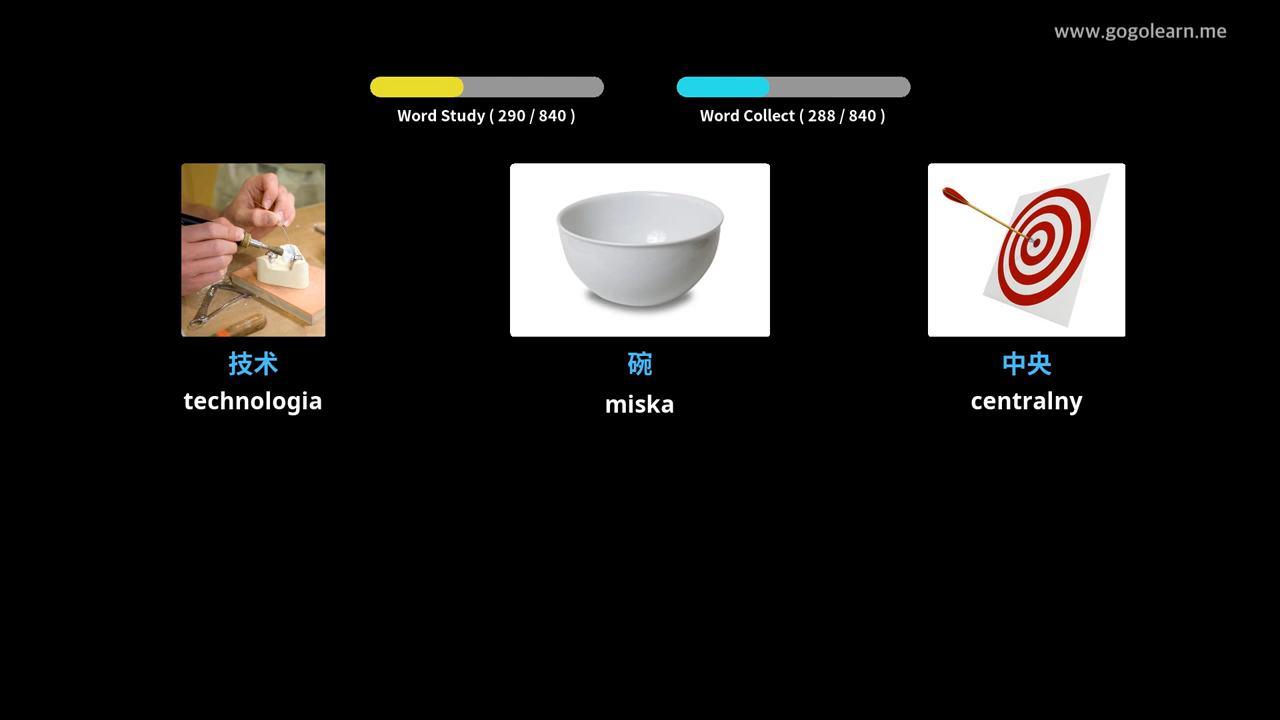 www.gogolearn.me
Word Study ( 290 / 840 )
Word Collect ( 288 / 840 )
技术
碗
中央
technologia
miska
centralny